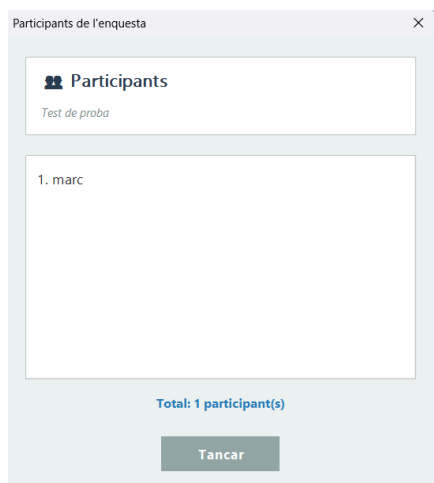 Participants de l'enquesta
Participants
Test de proba
1. marc
Total: 1 participant(s)
Tancar